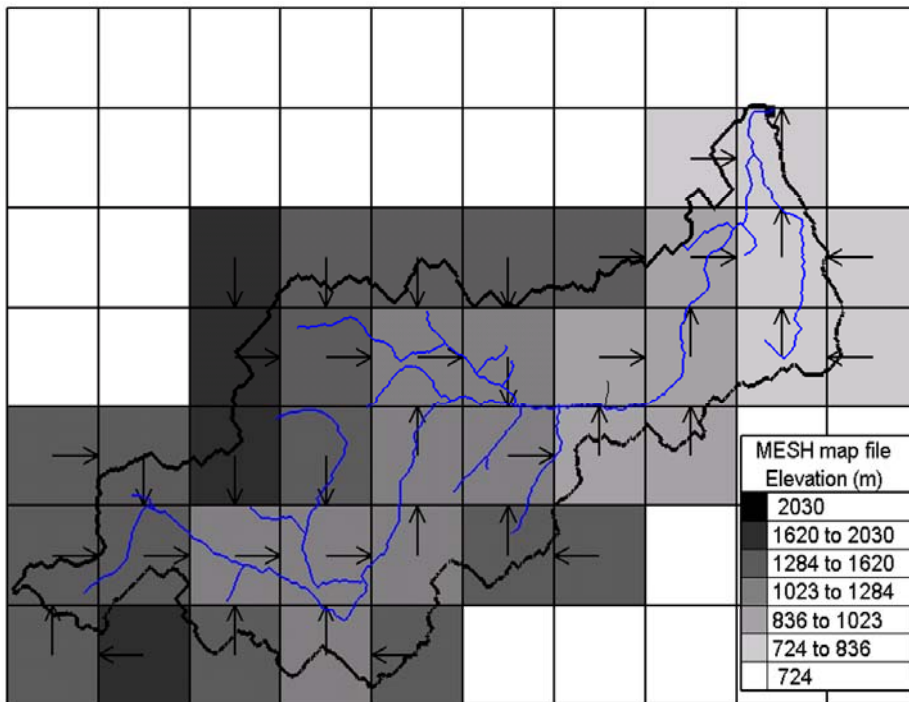 MESH map file
Elevation (m)
2030
1620 to 2030
1284 to 1620
1023 to 1284
836 to 1023
724 to 836
724